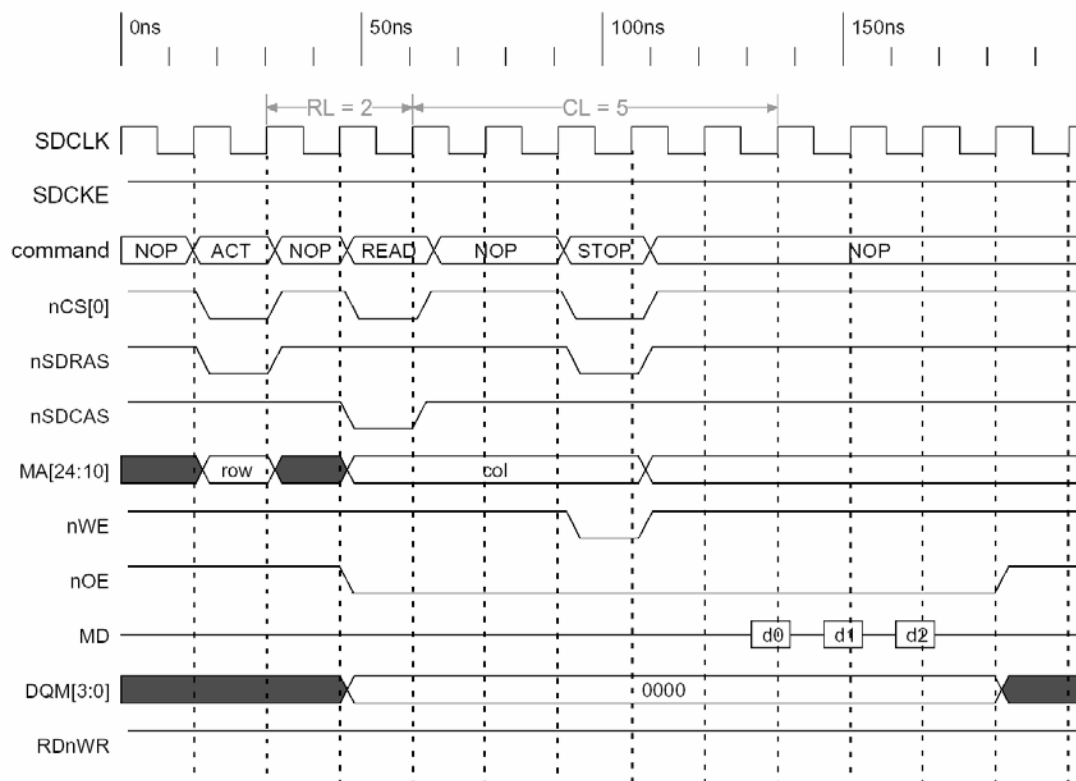 0ns 50ns 100ns 150ns
RL = 2 CL = 5
SDCLK
SDCKE
command NOP ACT NOP READ NOP STOP NOP
nCS[0]
nSDRAS
nSDCAS
MA[24:10] row col
nWE
nOE
MD d0 d1 d2
DQM[3:0] 0000
RDnWR